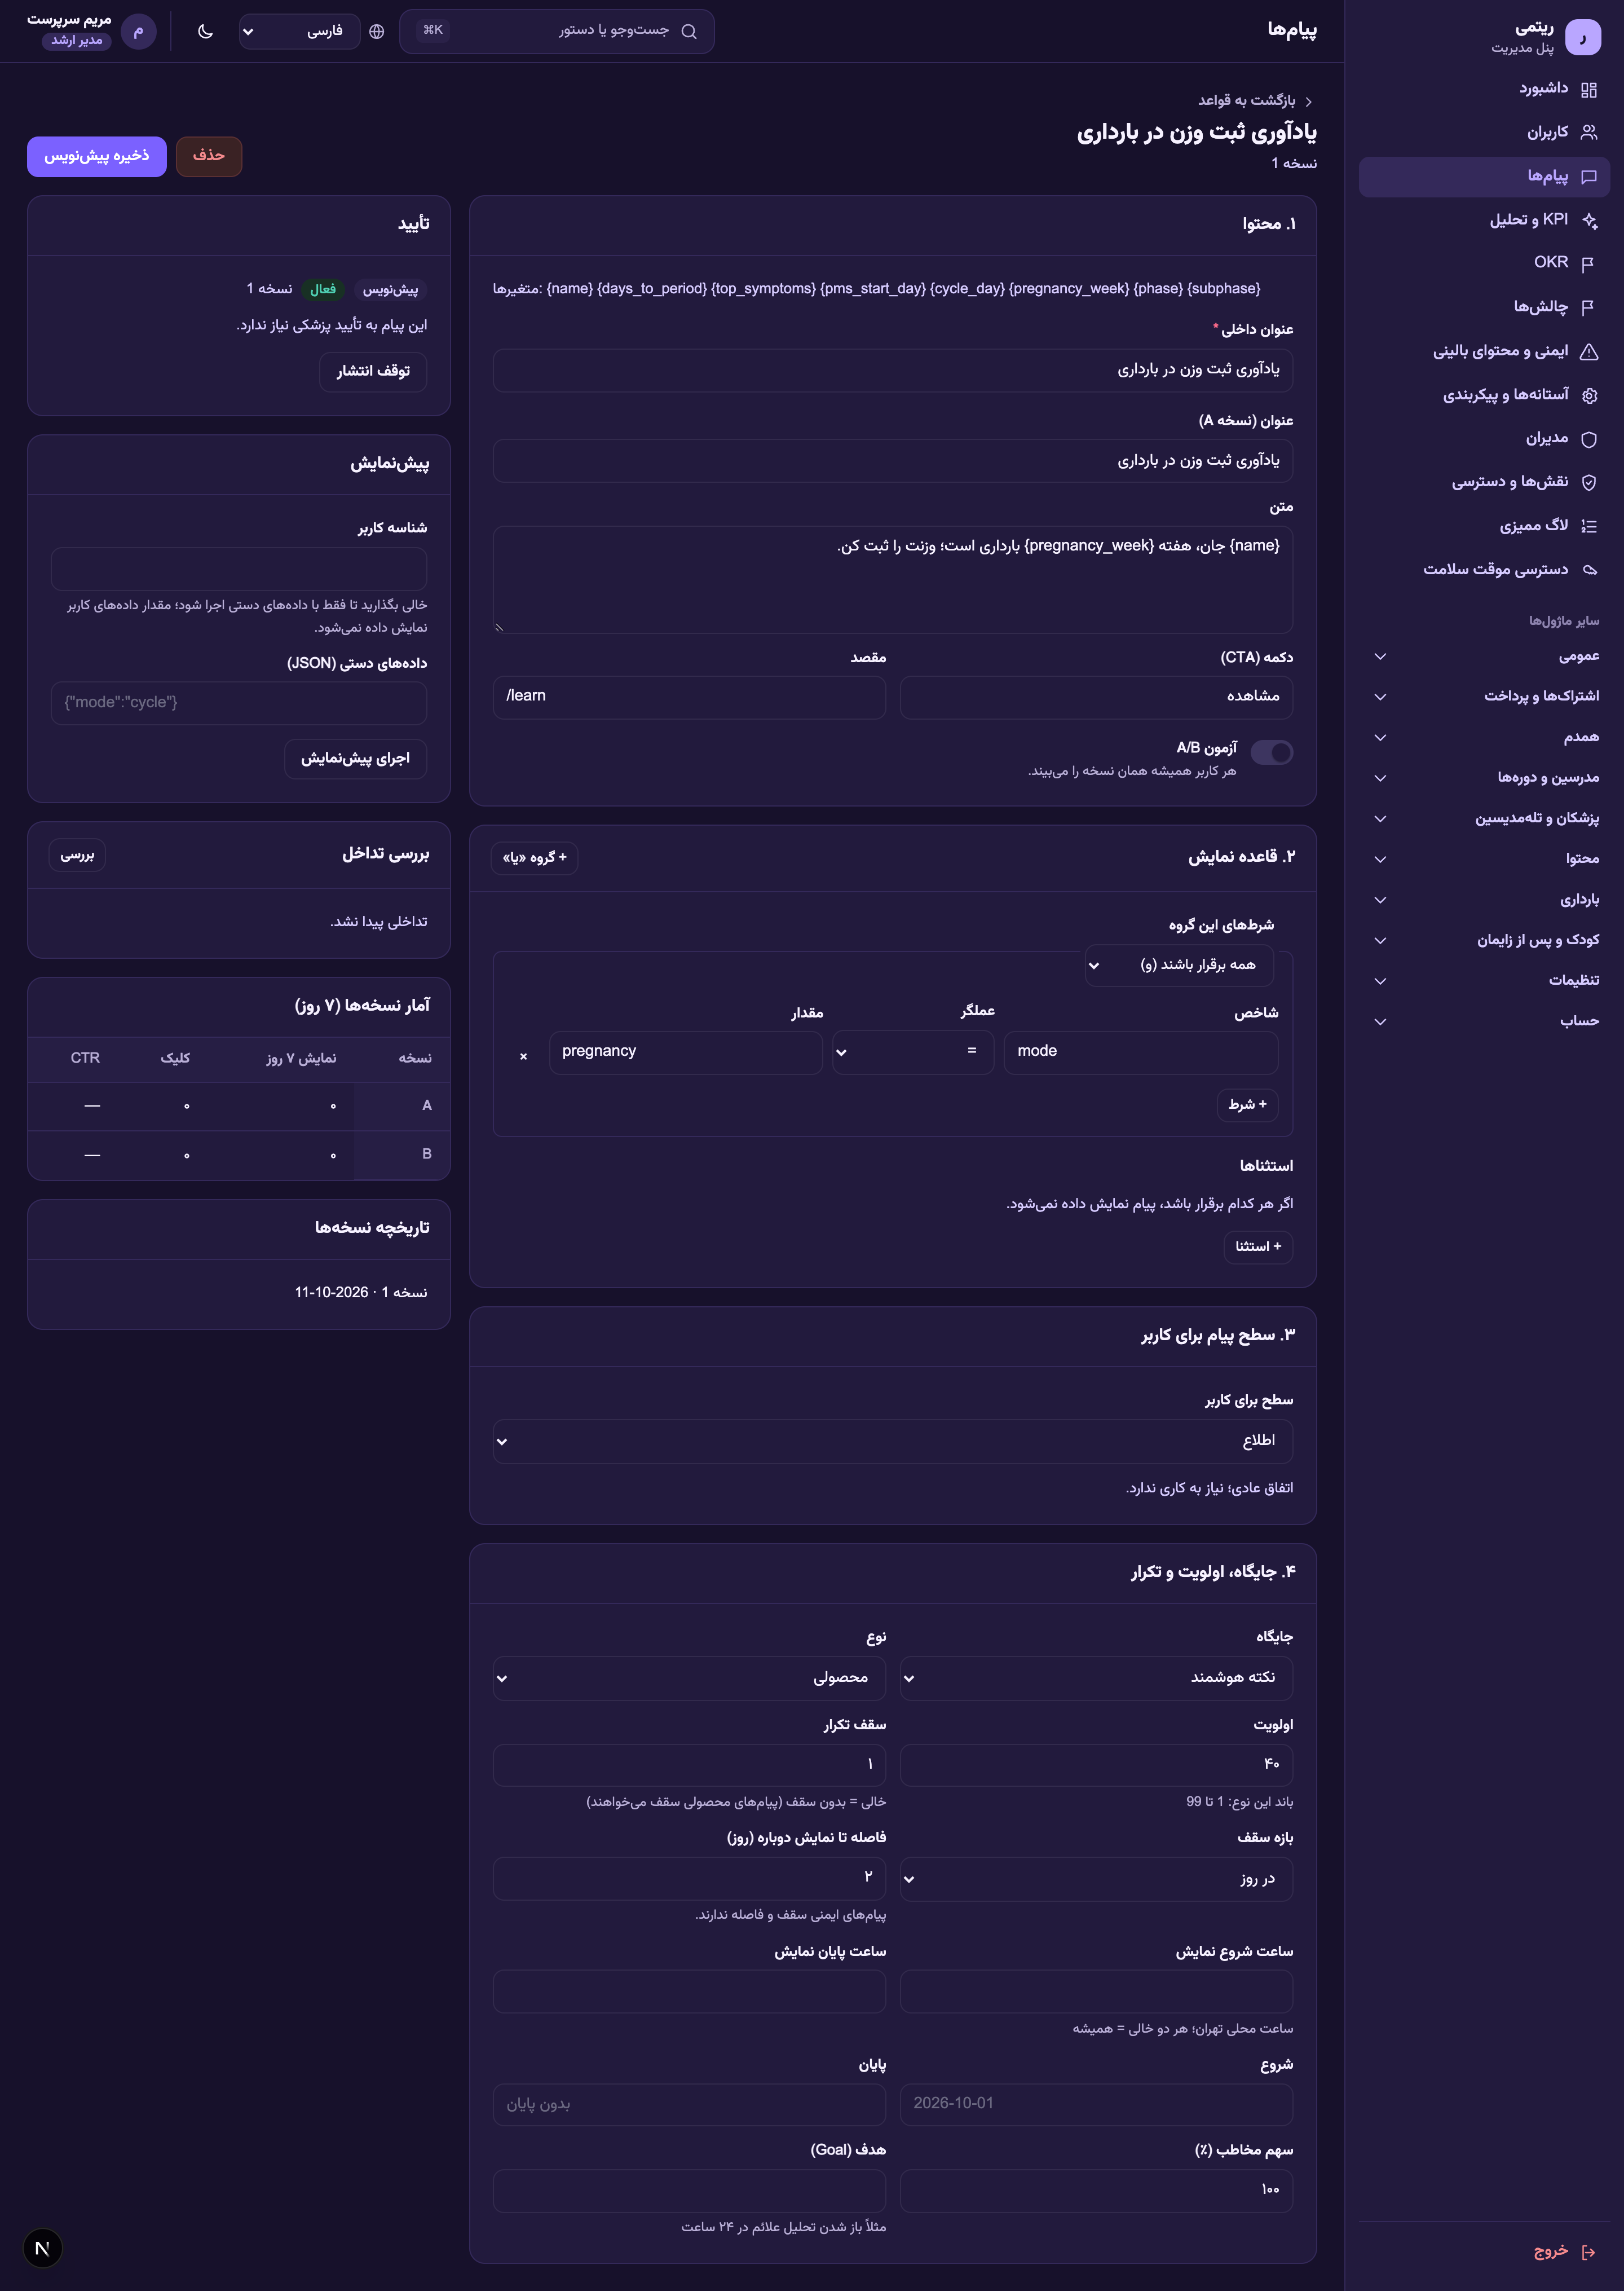 ر
ریتمی
پنل مدیریت
داشبورد
کاربران
پیام‌ها
KPI و تحلیل
OKR
چالش‌ها
ایمنی و محتوای بالینی
آستانه‌ها و پیکربندی
مدیران
نقش‌ها و دسترسی
لاگ ممیزی
دسترسی موقت سلامت
سایر ماژول‌ها
عمومی
اشتراک‌ها و پرداخت
همدم
مدرسین و دوره‌ها
پزشکان و تله‌مدیسین
محتوا
بارداری
کودک و پس از زایمان
تنظیمات
حساب
خروج
پیام‌ها
جست‌وجو یا دستور
⌘K
فارسی
م
مریم سرپرست
مدیر ارشد
بازگشت به قواعد
یادآوری ثبت وزن در بارداری
نسخه 1
حذف
ذخیره پیش‌نویس
۱. محتوا
متغیرها: {name} {days_to_period} {top_symptoms} {pms_start_day} {cycle_day} {pregnancy_week} {phase} {subphase}
عنوان داخلی *
یادآوری ثبت وزن در بارداری
عنوان (نسخه A)
یادآوری ثبت وزن در بارداری
متن
{name} جان، هفته {pregnancy_week} بارداری است؛ وزنت را ثبت کن.
دکمه (CTA)
مقصد
مشاهده
/learn
آزمون A/B
هر کاربر همیشه همان نسخه را می‌بیند.
۲. قاعده نمایش
+ گروه «یا»
شرط‌های این گروه
همه برقرار باشند (و)
شاخص
عملگر
مقدار
mode
=
pregnancy
×
+ شرط
استثناها
اگر هر کدام برقرار باشد، پیام نمایش داده نمی‌شود.
+ استثنا
۳. سطح پیام برای کاربر
سطح برای کاربر
اطلاع
اتفاق عادی؛ نیاز به کاری ندارد.
۴. جایگاه، اولویت و تکرار
جایگاه
نوع
نکته هوشمند
محصولی
اولویت
سقف تکرار
۴۰
۱
باند این نوع: 1 تا 99
خالی = بدون سقف (پیام‌های محصولی سقف می‌خواهند)
بازه سقف
فاصله تا نمایش دوباره (روز)
در روز
۲
پیام‌های ایمنی سقف و فاصله ندارند.
ساعت شروع نمایش
ساعت پایان نمایش
ساعت محلی تهران؛ هر دو خالی = همیشه
شروع
پایان
2026-10-01
بدون پایان
سهم مخاطب (٪)
هدف (Goal)
۱۰۰
مثلاً باز شدن تحلیل علائم در ۲۴ ساعت
تأیید
پیش‌نویس
فعال
نسخه 1
این پیام به تأیید پزشکی نیاز ندارد.
توقف انتشار
پیش‌نمایش
شناسه کاربر
خالی بگذارید تا فقط با داده‌های دستی اجرا شود؛ مقدار داده‌های کاربر
نمایش داده نمی‌شود.
داده‌های دستی (JSON)
{"mode":"cycle"}
اجرای پیش‌نمایش
بررسی تداخل
بررسی
تداخلی پیدا نشد.
آمار نسخه‌ها (۷ روز)
نسخه
نمایش ۷ روز
کلیک
CTR
A
۰
۰
—
B
۰
۰
—
تاریخچه نسخه‌ها
نسخه 1 · 2026-10-11
N